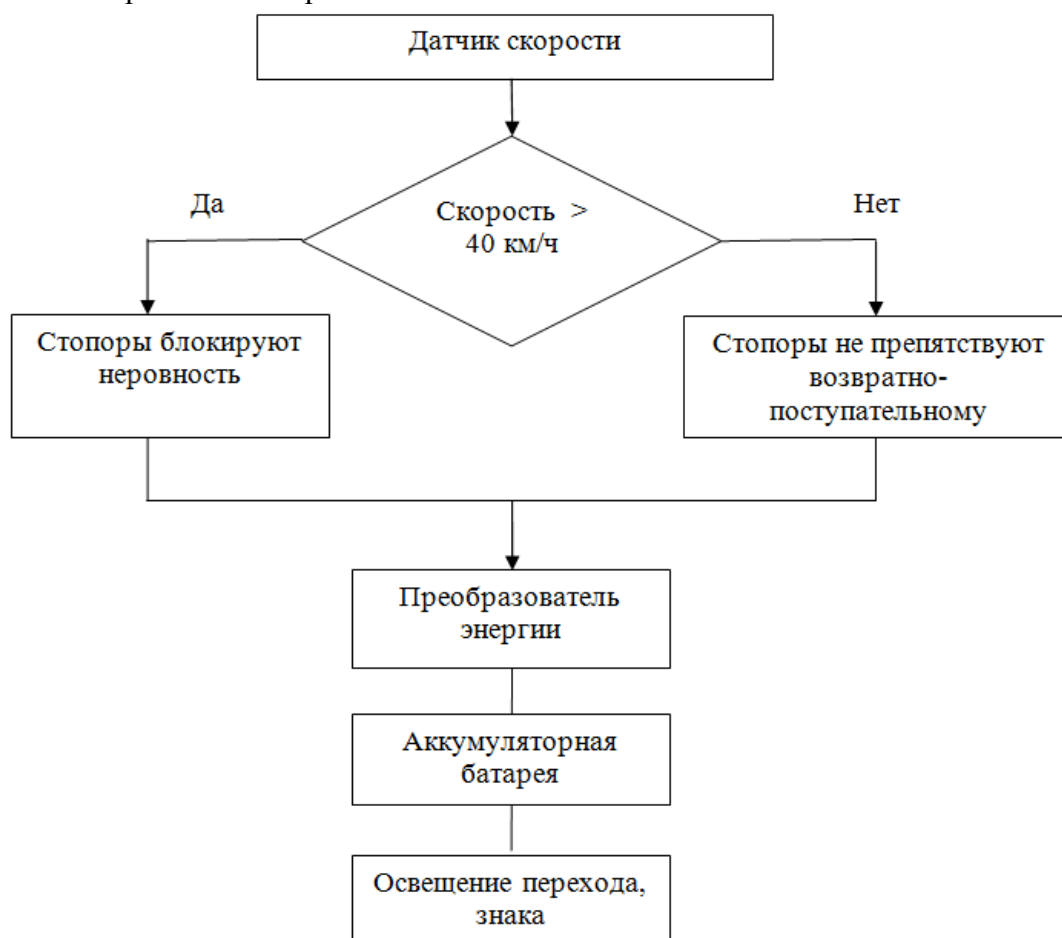 Датчик скорости
Да
Скорость >
40 км/ч
Нет
Стопоры блокируют
неровность
Стопоры не препятствуют
возвратно-
поступательному
Преобразователь
энергии
Аккумуляторная
батарея
Освещение перехода,
знака